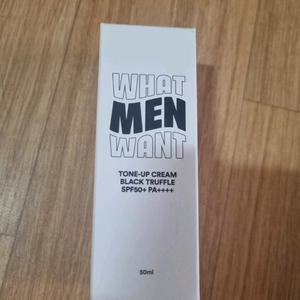 WHAT
MEN
WANT
TONE-UP CREAM
BLACK TRUFFLE
SPF50+ PA++++
50ml